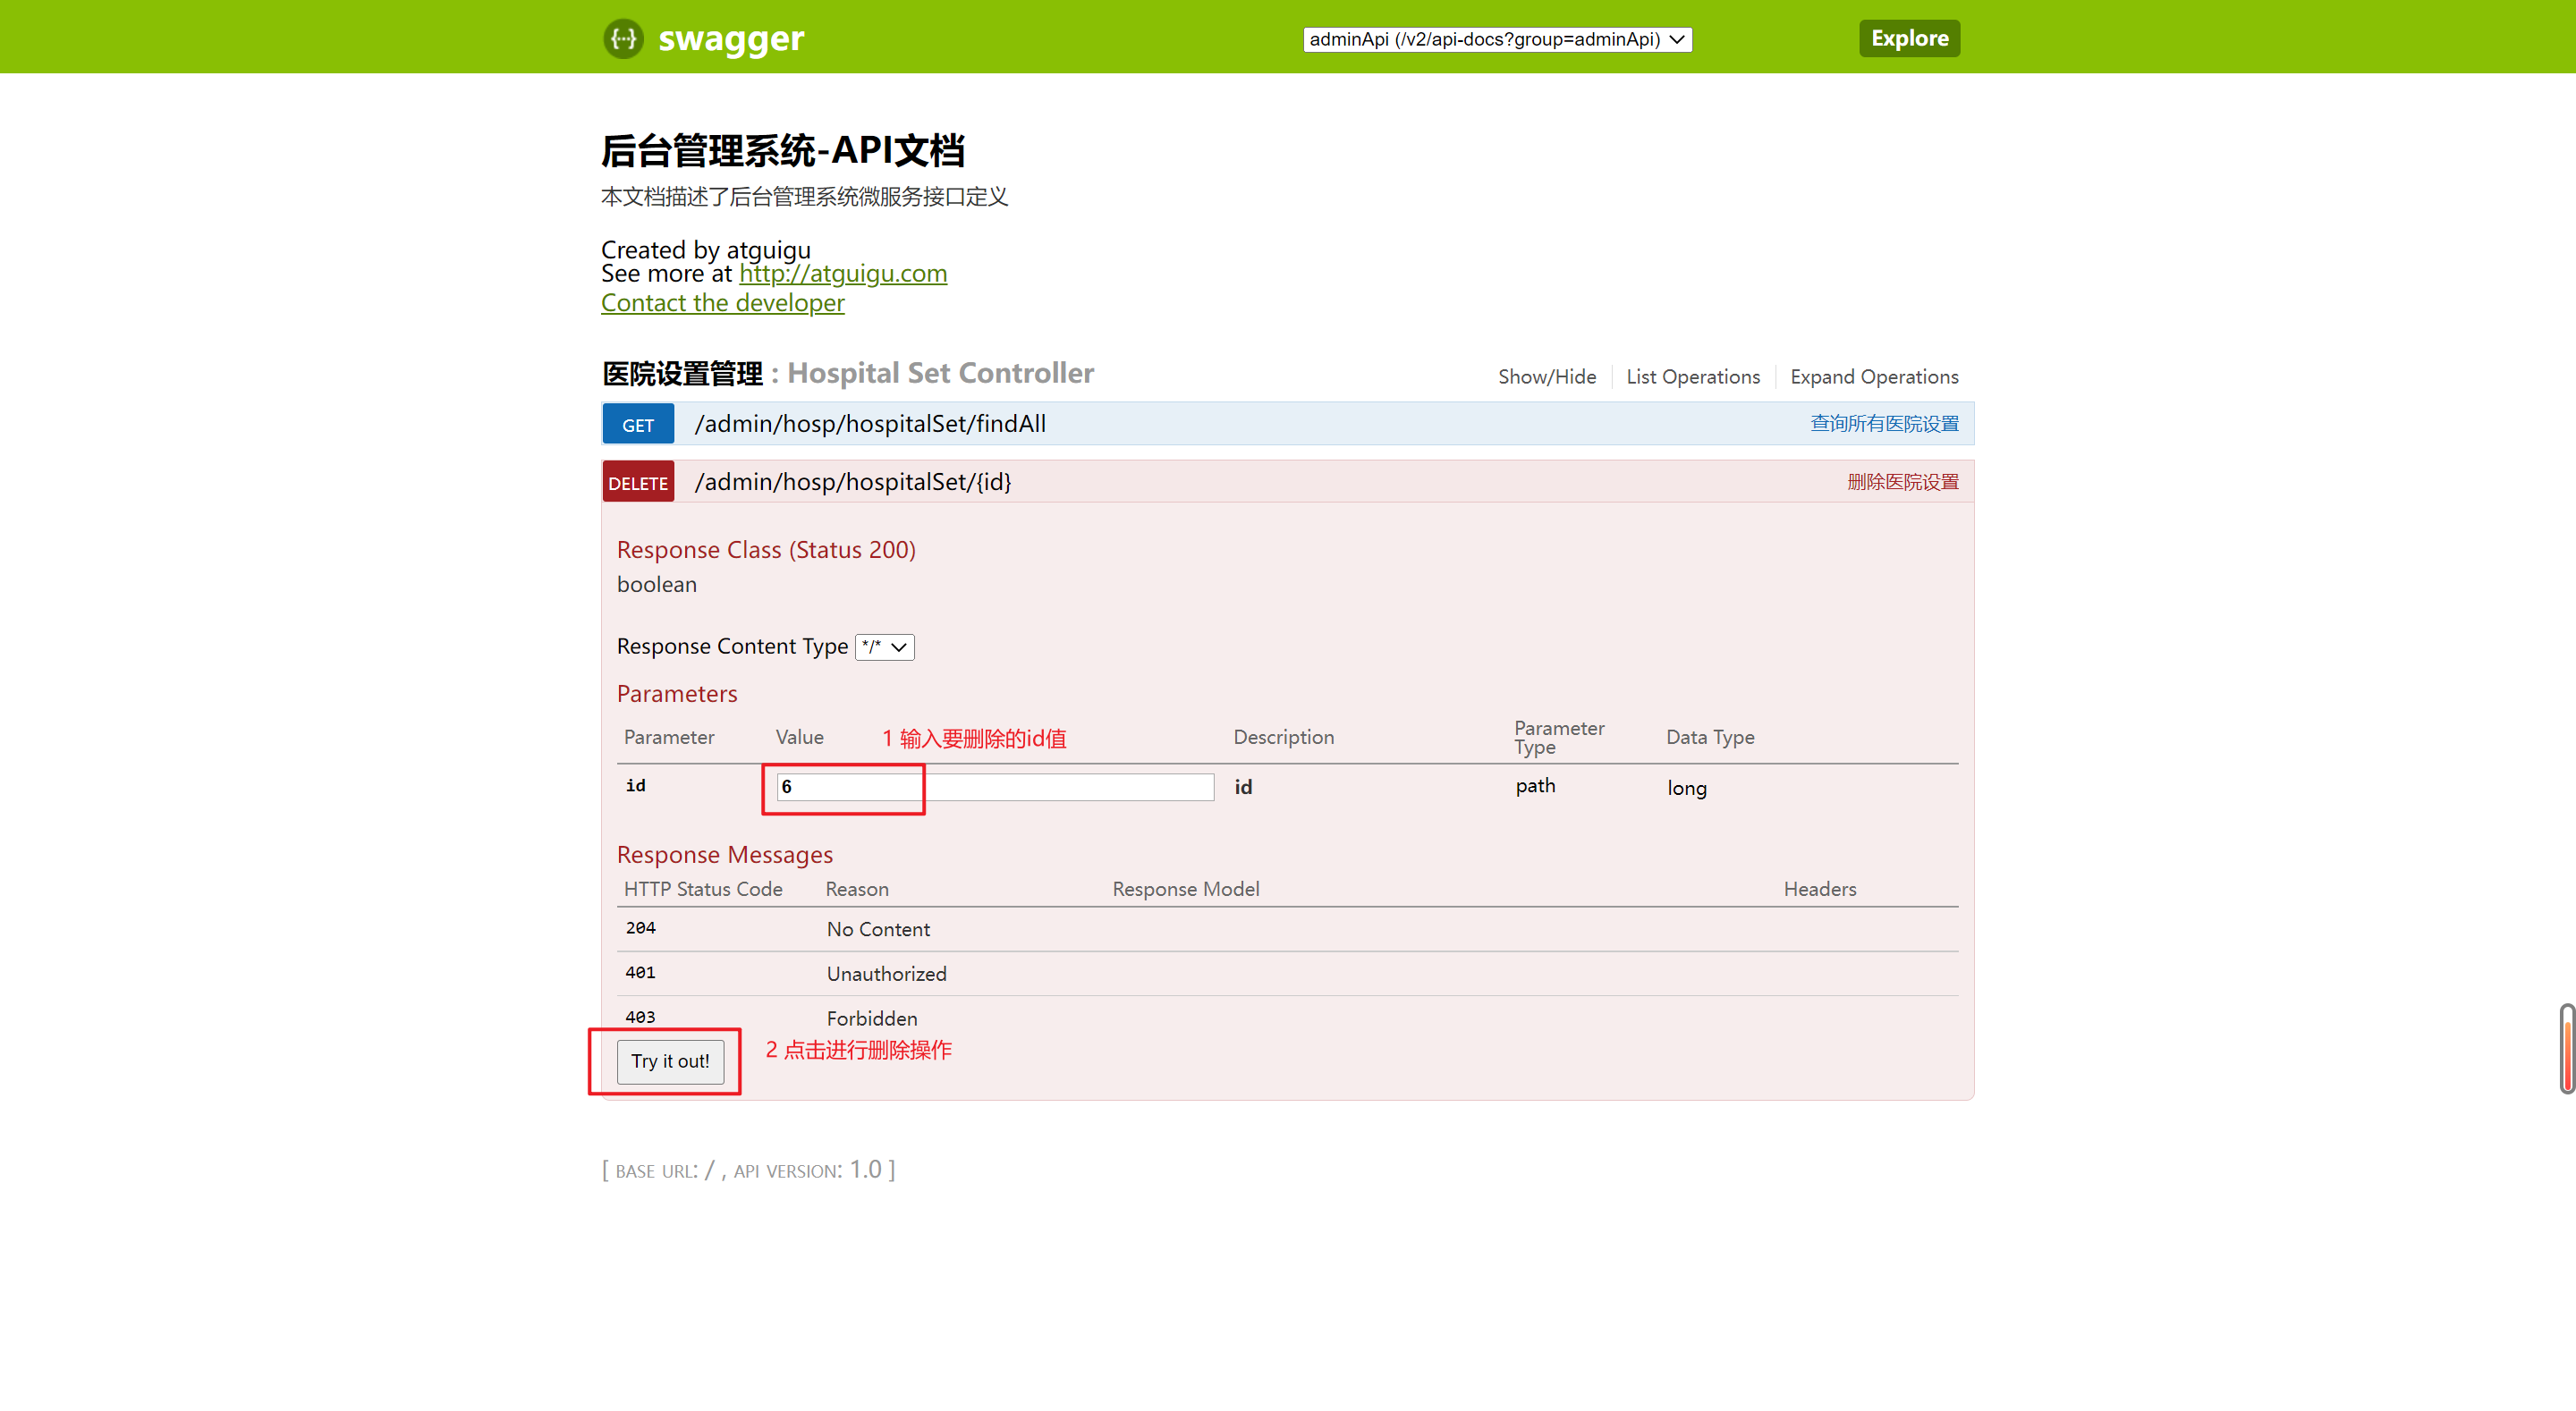 {···} swagger
adminApi (/v2/api-docs?group=adminApi)
Explore
后台管理系统-API文档
本文档描述了后台管理系统微服务接口定义
Created by atguigu
See more at http://atguigu.com
Contact the developer
医院设置管理 : Hospital Set Controller
Show/Hide
List Operations
Expand Operations
GET /admin/hosp/hospitalSet/findAll 查询所有医院设置
DELETE /admin/hosp/hospitalSet/{id} 删除医院设置
Response Class (Status 200)
boolean
Response Content Type */*
Parameters
Parameter Value 1 输入要删除的id值 Description Parameter Type Data Type
id 6 id path long
Response Messages
HTTP Status Code Reason Response Model Headers
204 No Content
401 Unauthorized
403 Forbidden
Try it out! 2 点击进行删除操作
[ BASE URL: / , API VERSION: 1.0 ]